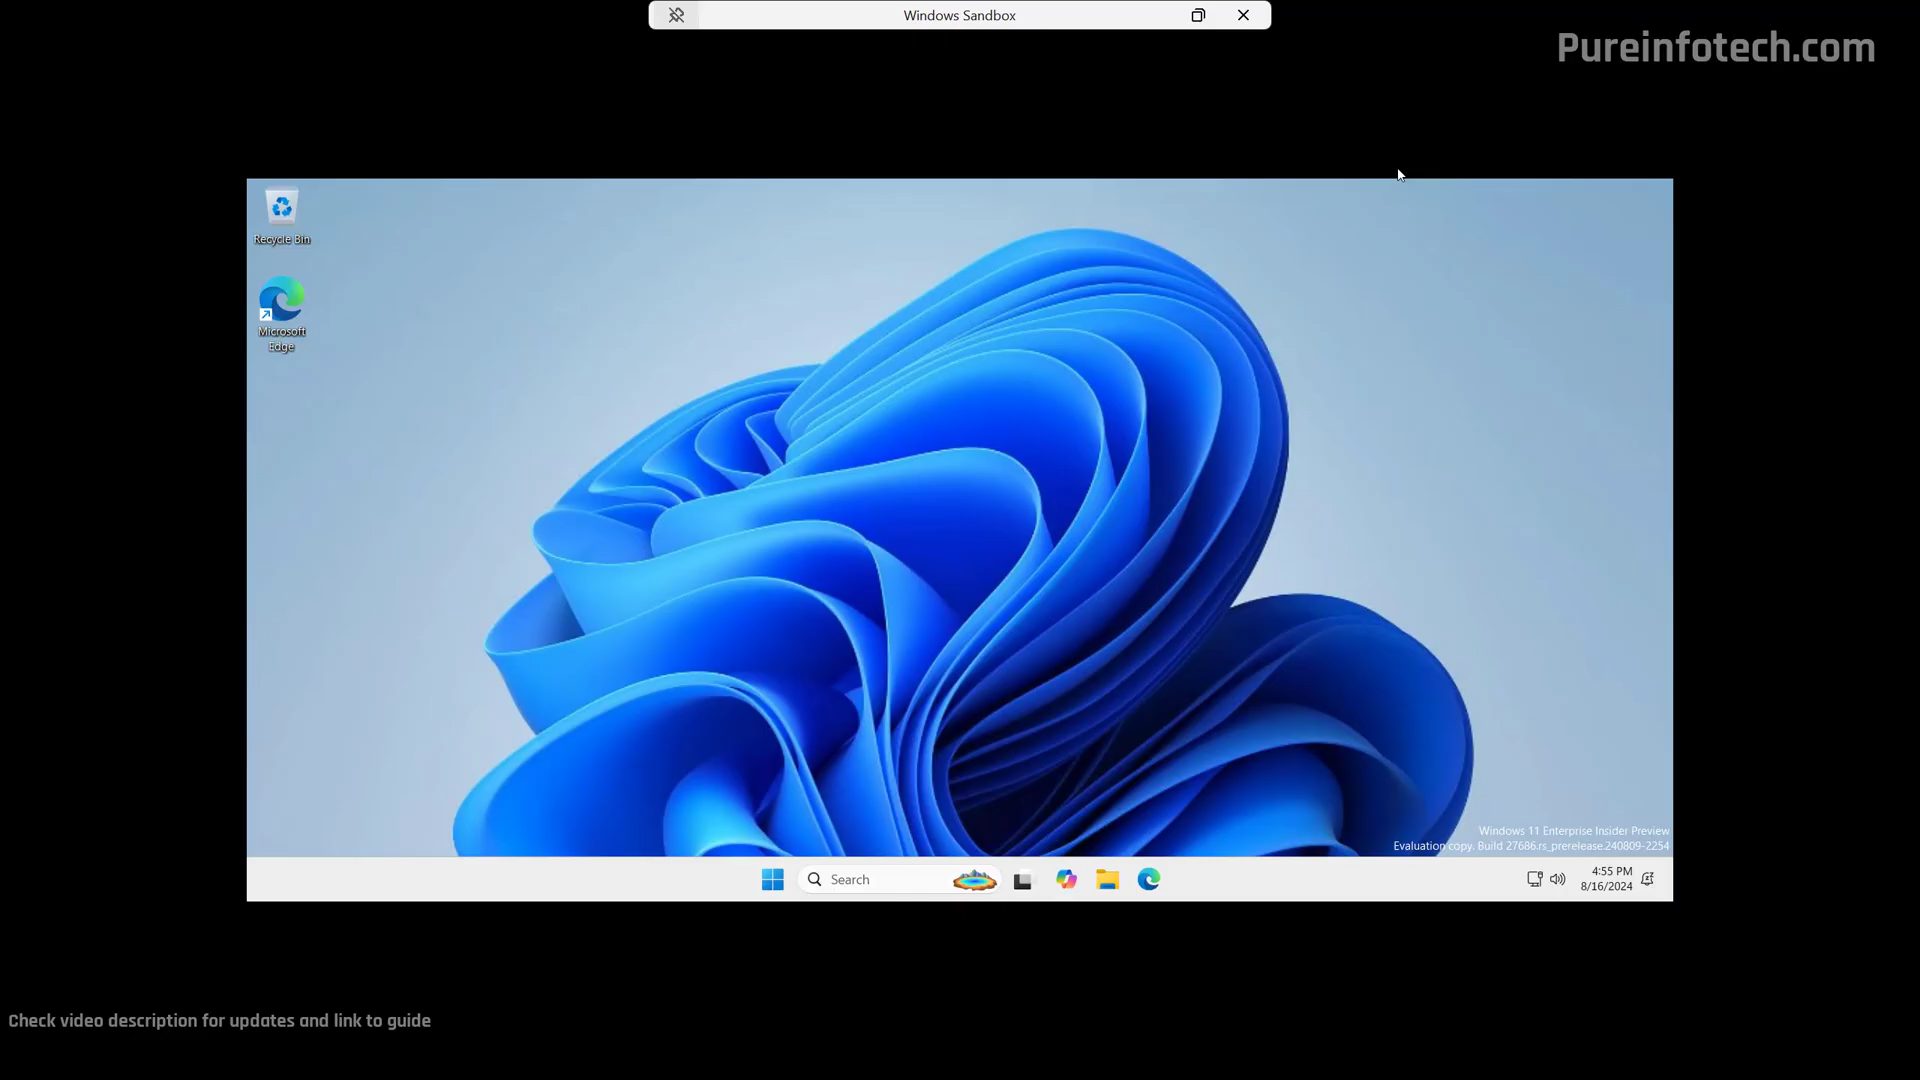 Windows Sandbox
Pureinfotech.com
Recycle Bin
Microsoft
Edge
Windows 11 Enterprise Insider Preview
Evaluation copy. Build 27686.rs_prerelease.240809-2254
Search
4:55 PM
8/16/2024
Check video description for updates and link to guide